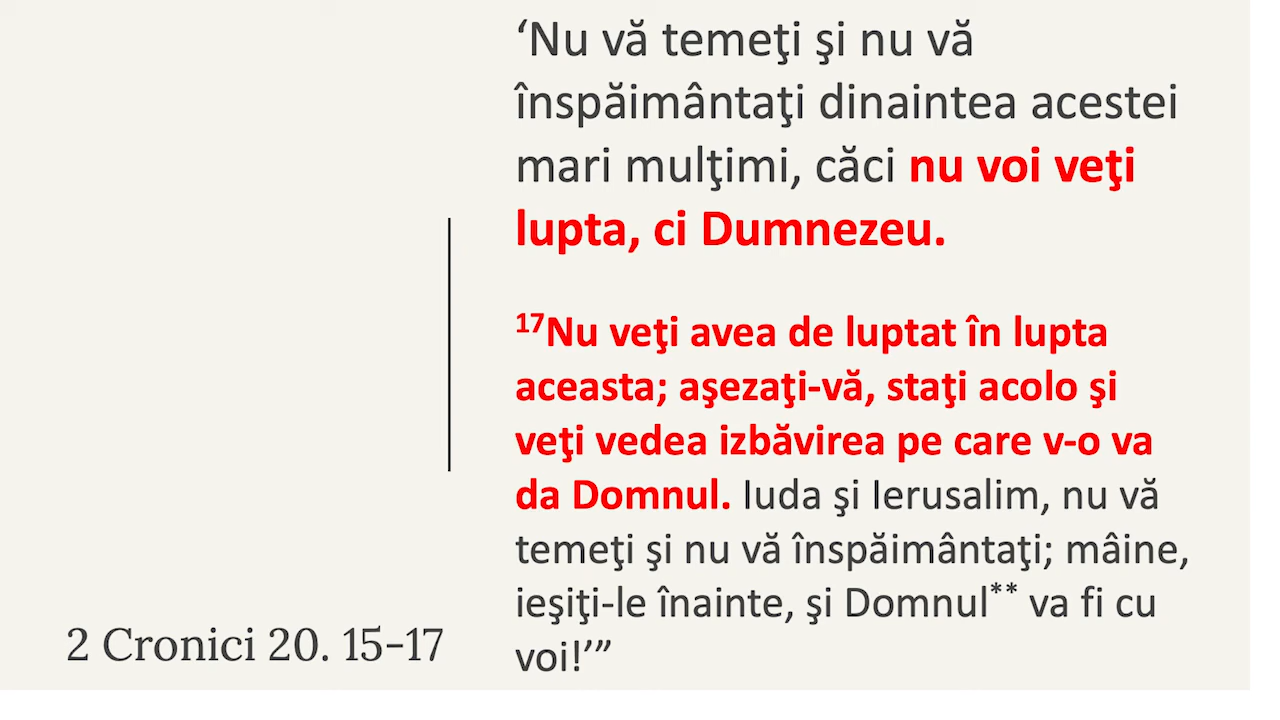 ‘Nu vă temeţi şi nu vă
înspăimântaţi dinaintea acestei
mari mulţimi, căci nu voi veţi
lupta, ci Dumnezeu.
17Nu veţi avea de luptat în lupta
aceasta; aşezaţi-vă, staţi acolo şi
veţi vedea izbăvirea pe care v-o va
da Domnul. Iuda şi Ierusalim, nu vă
temeţi şi nu vă înspăimântaţi; mâine,
ieşiţi-le înainte, şi Domnul** va fi cu
voi!’”
2 Cronici 20. 15-17